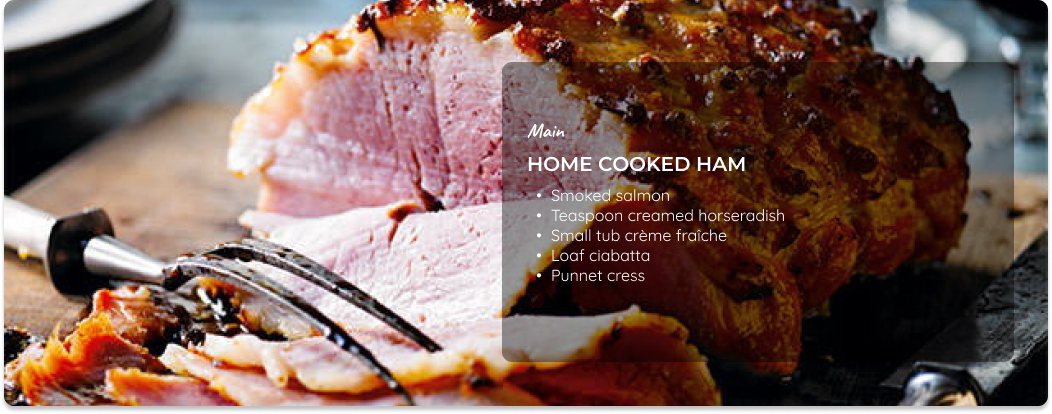 Main
HOME COOKED HAM
• Smoked salmon
• Teaspoon creamed horseradish
• Small tub crème fraîche
• Loaf ciabatta
• Punnet cress